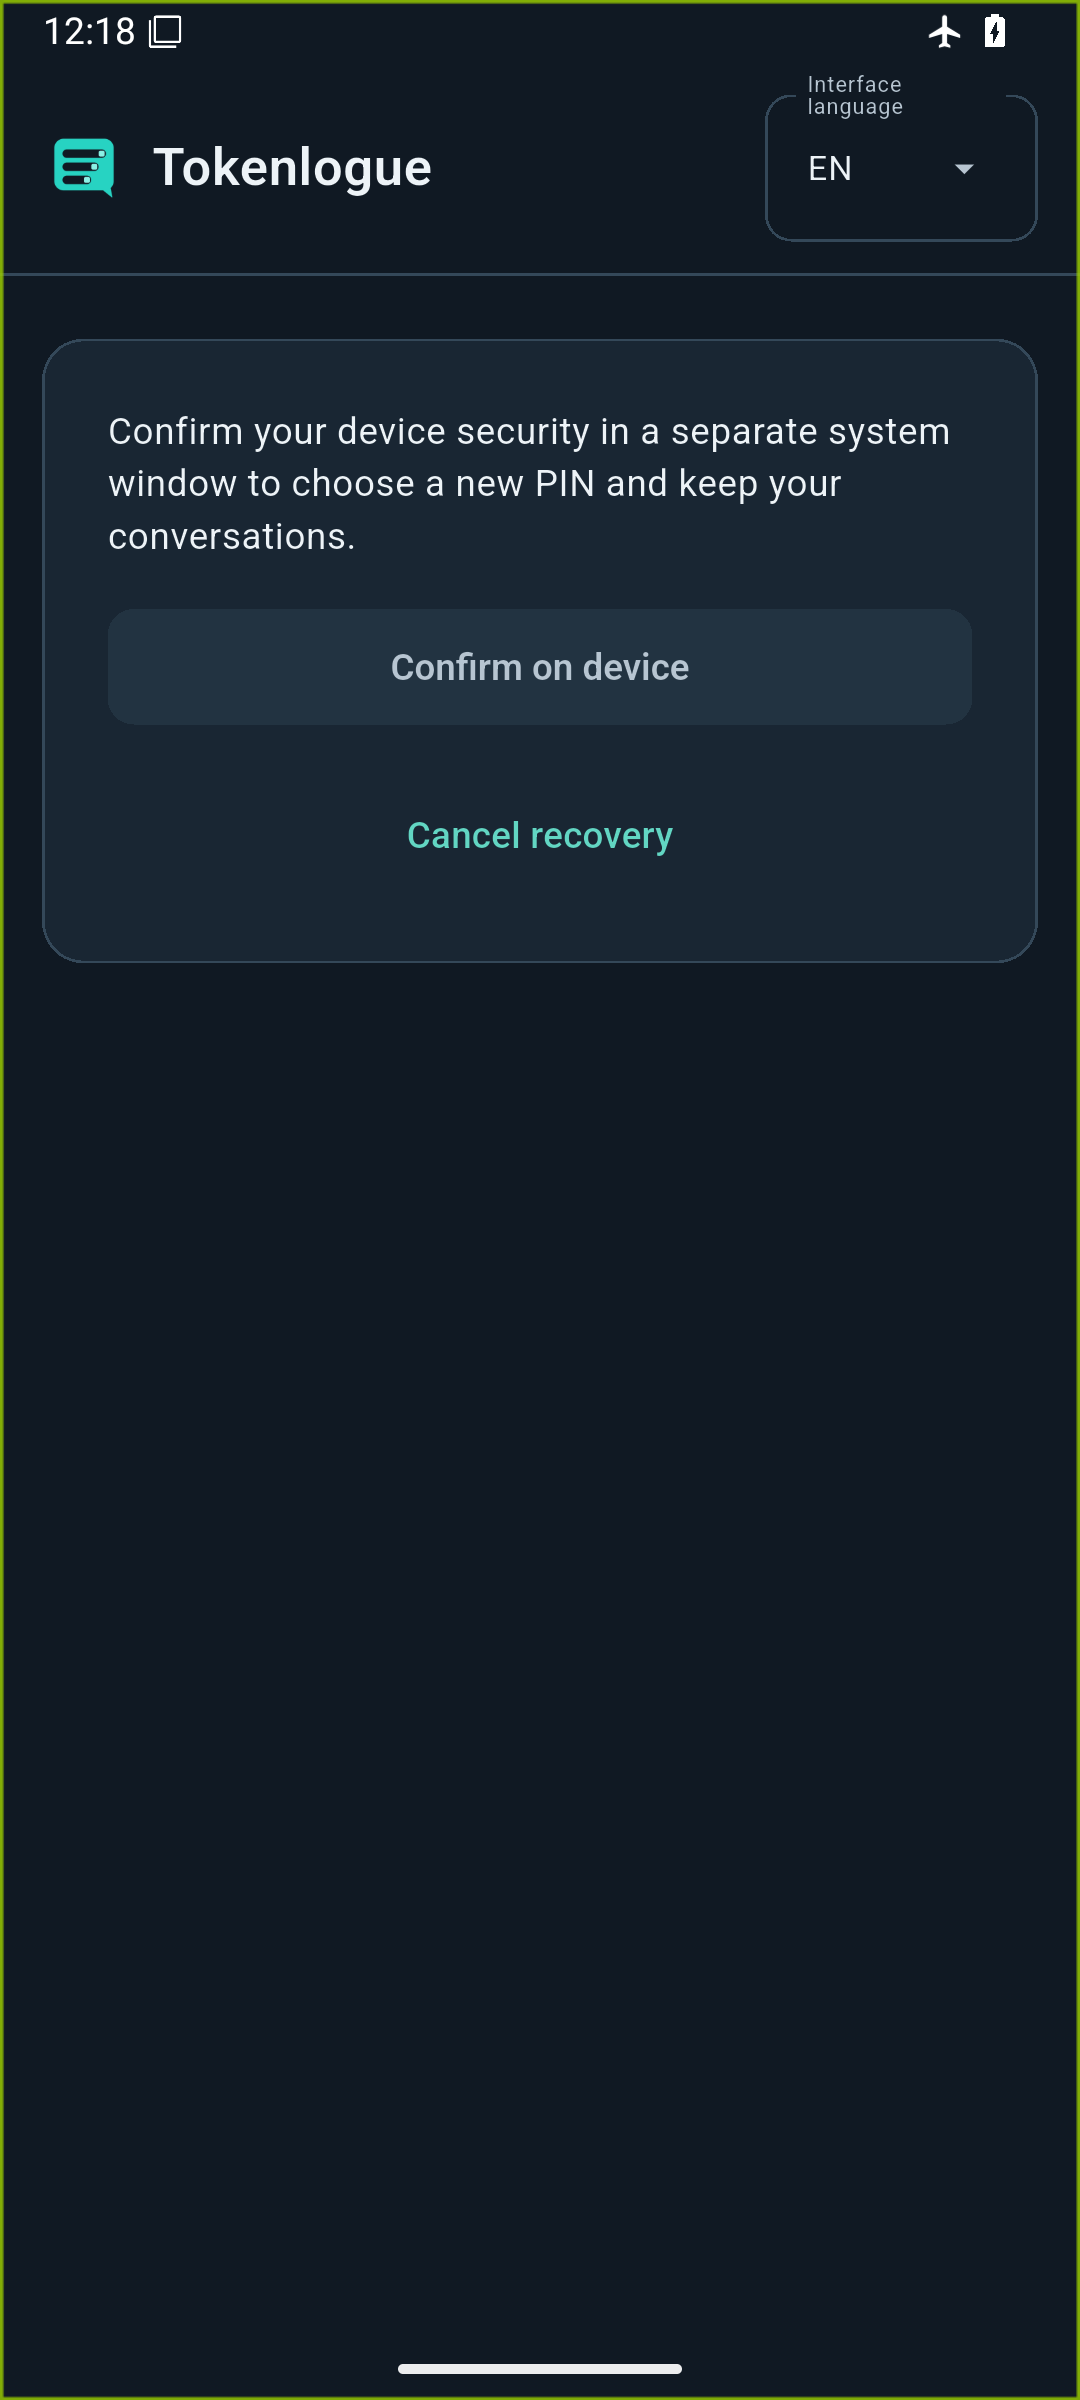 12:18
Interface
language
Tokenlogue
EN
Confirm your device security in a separate system
window to choose a new PIN and keep your
conversations.
Confirm on device
Cancel recovery